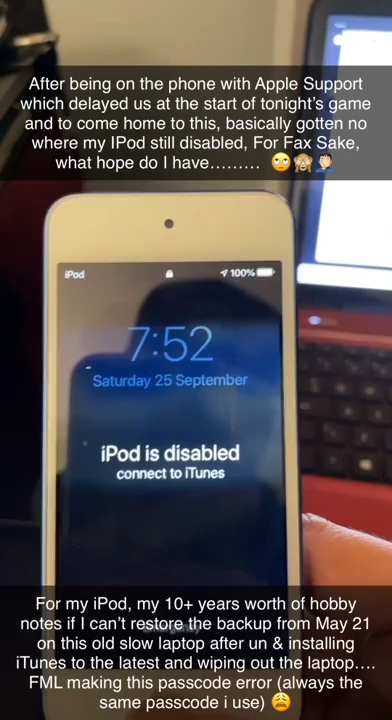 After being on the phone with Apple Support
which delayed us at the start of tonight's game
and to come home to this, basically gotten no
where my IPod still disabled, For Fax Sake,
what hope do I have......... 🙄🙈🤦🏻‍♂️
iPod 100%
7:52
Saturday 25 September
iPod is disabled
connect to iTunes
For my iPod, my 10+ years worth of hobby
notes if I can't restore the backup from May 21
on this old slow laptop after un & installing
iTunes to the latest and wiping out the laptop....
FML making this passcode error (always the
same passcode i use) 😩